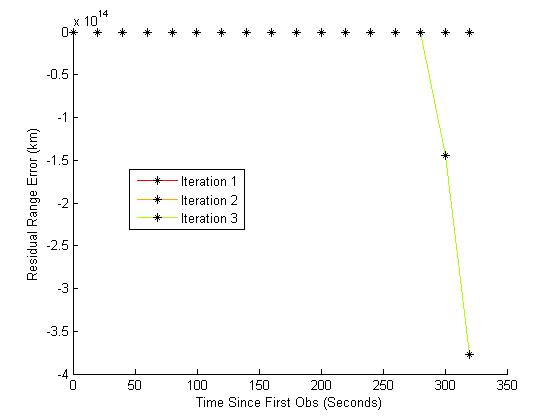 x 10^14
0
-0.5
-1
-1.5
-2
-2.5
-3
-3.5
-4
Residual Range Error (km)
Iteration 1
Iteration 2
Iteration 3
0 50 100 150 200 250 300 350
Time Since First Obs (Seconds)